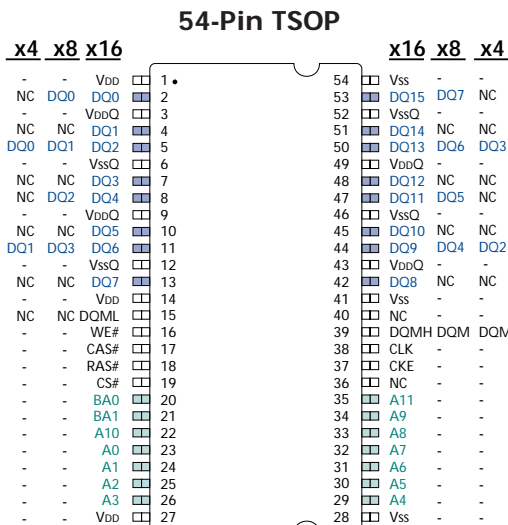 54-Pin TSOP
x4 x8 x16 x16 x8 x4
- - VDD 1 54 Vss - -
NC DQ0 DQ0 2 53 DQ15 DQ7 NC
- - VDDQ 3 52 VssQ - -
NC NC DQ1 4 51 DQ14 NC NC
DQ0 DQ1 DQ2 5 50 DQ13 DQ6 DQ3
- - VssQ 6 49 VDDQ - -
NC NC DQ3 7 48 DQ12 NC NC
NC DQ2 DQ4 8 47 DQ11 DQ5 NC
- - VDDQ 9 46 VssQ - -
NC NC DQ5 10 45 DQ10 NC NC
DQ1 DQ3 DQ6 11 44 DQ9 DQ4 DQ2
- - VssQ 12 43 VDDQ - -
NC NC DQ7 13 42 DQ8 NC NC
- - VDD 14 41 Vss - -
NC NC DQML 15 40 NC - -
- - WE# 16 39 DQMH DQM DQM
- - CAS# 17 38 CLK - -
- - RAS# 18 37 CKE - -
- - CS# 19 36 NC - -
- - BA0 20 35 A11 - -
- - BA1 21 34 A9 - -
- - A10 22 33 A8 - -
- - A0 23 32 A7 - -
- - A1 24 31 A6 - -
- - A2 25 30 A5 - -
- - A3 26 29 A4 - -
- - VDD 27 28 Vss - -